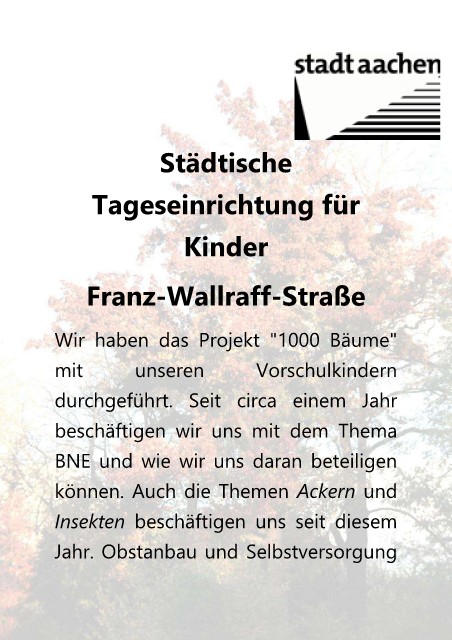 stadt aachen
Städtische
Tageseinrichtung für
Kinder
Franz-Wallraff-Straße
Wir haben das Projekt "1000 Bäume"
mit unseren Vorschulkindern
durchgeführt. Seit circa einem Jahr
beschäftigen wir uns mit dem Thema
BNE und wie wir uns daran beteiligen
können. Auch die Themen Ackern und
Insekten beschäftigen uns seit diesem
Jahr. Obstanbau und Selbstversorgung